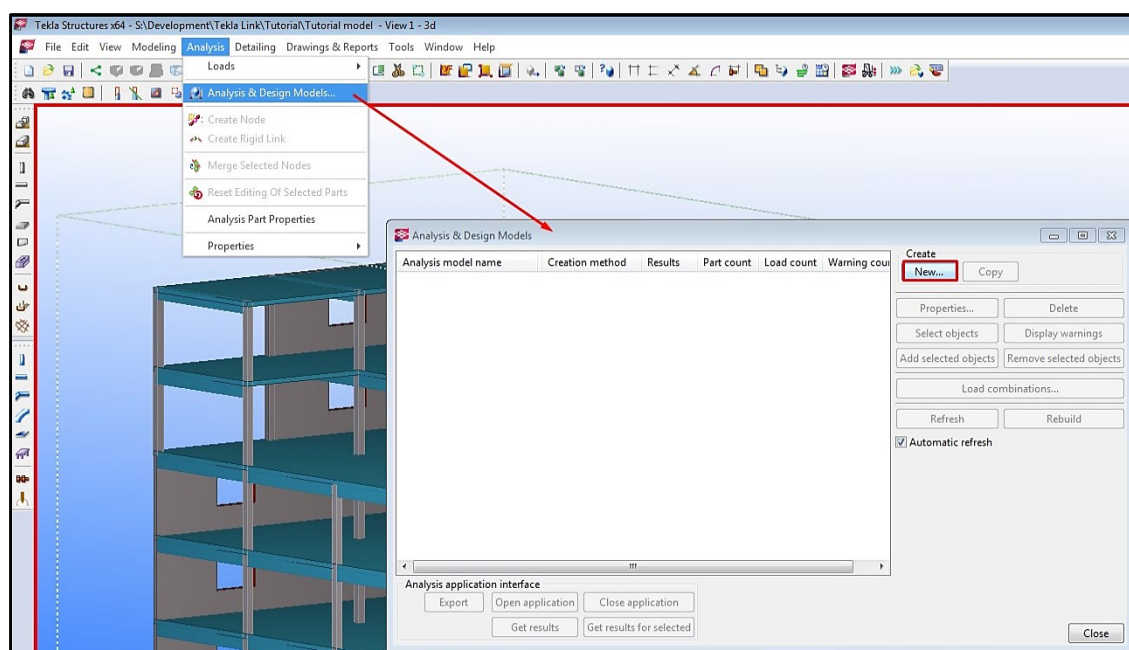 Tekla Structures x64 - S:\Development\Tekla Link\Tutorial\Tutorial model - View 1 - 3d
File Edit View Modeling Analysis Detailing Drawings & Reports Tools Window Help
Loads
Analysis & Design Models...
Create Node
Create Rigid Link
Merge Selected Nodes
Reset Editing Of Selected Parts
Analysis Part Properties
Properties
Analysis & Design Models
Analysis model name Creation method Results Part count Load count Warning coun
Create
New... Copy
Properties... Delete
Select objects Display warnings
Add selected objects Remove selected objects
Load combinations...
Refresh Rebuild
Automatic refresh
Analysis application interface
Export Open application Close application
Get results Get results for selected
Close